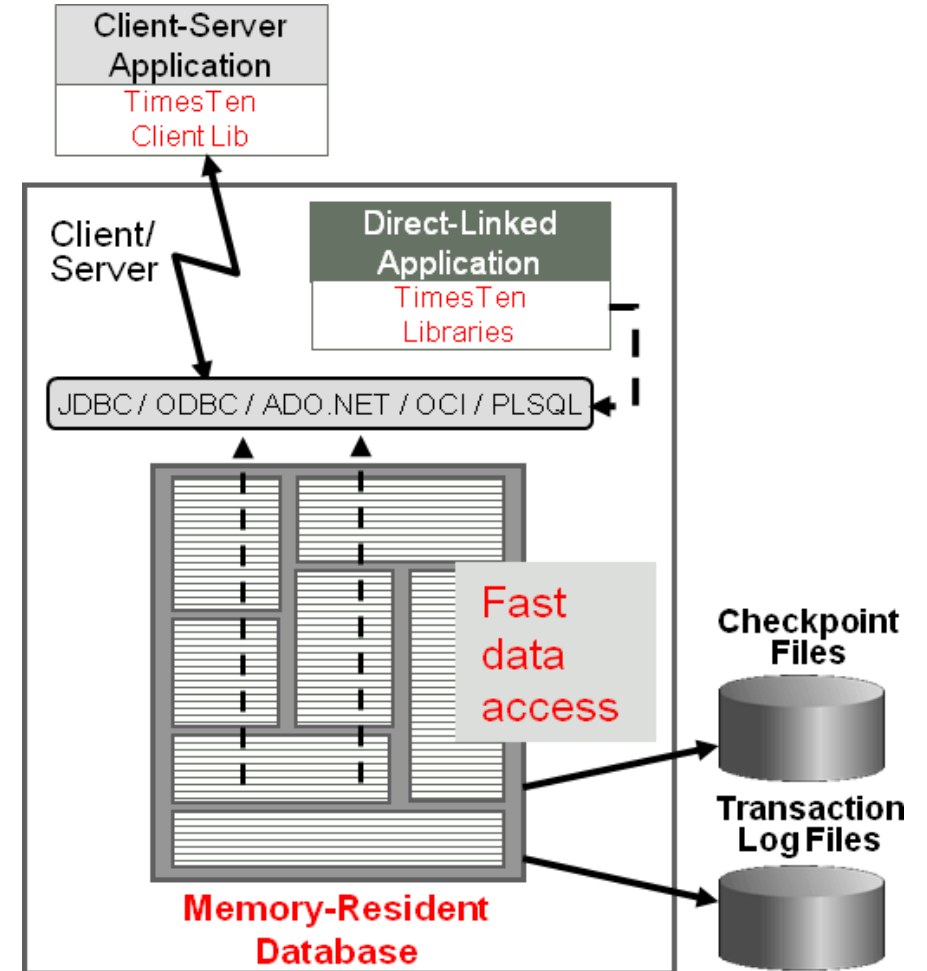 Client-Server
Application
TimesTen
Client Lib
Client/
Server
Direct-Linked
Application
TimesTen
Libraries
JDBC / ODBC / ADO.NET / OCI / PLSQL
Fast
data
access
Checkpoint
Files
Transaction
Log Files
Memory-Resident
Database